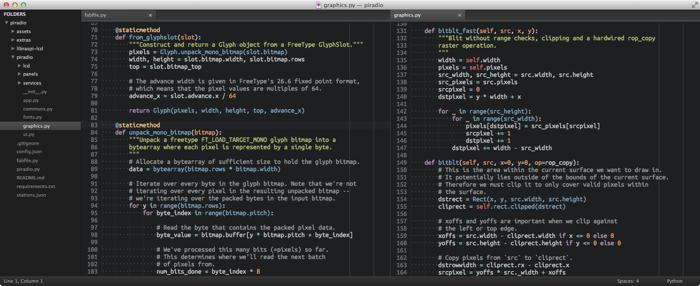 graphics.py — piradio
FOLDERS
piradio
assets
extras
libraspi-lcd
piradio
lcd
panels
services
__init__.py
app.py
commons.py
fonts.py
graphics.py
ui.py
.gitignore
config.json
fabfile.py
piradio.py
README.md
requirements.txt
stations.json
fabfile.py
70 @staticmethod
71 def from_glyphslot(slot):
72 """Construct and return a Glyph object from a FreeType GlyphSlot."""
73 pixels = Glyph.unpack_mono_bitmap(slot.bitmap)
74 width, height = slot.bitmap.width, slot.bitmap.rows
75 top = slot.bitmap_top
76
77 # The advance width is given in FreeType's 26.6 fixed point format,
78 # which means that the pixel values are multiples of 64.
79 advance_x = slot.advance.x / 64
80
81 return Glyph(pixels, width, height, top, advance_x)
82
83 @staticmethod
84 def unpack_mono_bitmap(bitmap):
85 """Unpack a freetype FT_LOAD_TARGET_MONO glyph bitmap into a
86 bytearray where each pixel is represented by a single byte.
87 """
88 # Allocate a bytearray of sufficient size to hold the glyph bitmap.
89 data = bytearray(bitmap.rows * bitmap.width)
90
91 # Iterate over every byte in the glyph bitmap. Note that we're not
92 # iterating over every pixel in the resulting unpacked bitmap --
93 # we're iterating over the packed bytes in the input bitmap.
94 for y in range(bitmap.rows):
95 for byte_index in range(bitmap.pitch):
96
97 # Read the byte that contains the packed pixel data.
98 byte_value = bitmap.buffer[y * bitmap.pitch + byte_index]
99
100 # We've processed this many bits (=pixels) so far.
101 # This determines where we'll read the next batch
102 # of pixels from.
103 num_bits_done = byte_index * 8
graphics.py
131 def bitblt_fast(self, src, x, y):
132 """Blit without range checks, clipping and a hardwired rop_copy
133 raster operation.
134 """
135 width = self.width
136 pixels = self.pixels
137 src_width, src_height = src.width, src.height
138 src_pixels = src.pixels
139 srcpixel = 0
140 dstpixel = y * width + x
141
142 for _ in range(src_height):
143 for _ in range(src_width):
144 pixels[dstpixel] = src_pixels[srcpixel]
145 srcpixel += 1
146 dstpixel += 1
147 dstpixel += width - src_width
148
149 def bitblt(self, src, x=0, y=0, op=rop_copy):
150 # This is the area within the current surface we want to draw in.
151 # It potentially lies outside of the bounds of the current surface.
152 # Therefore we must clip it to only cover valid pixels within
153 # the surface.
154 dstrect = Rect(x, y, src.width, src.height)
155 cliprect = self.rect.clipped(dstrect)
156
157 # xoffs and yoffs are important when we clip against
158 # the left or top edge.
159 xoffs = src.width - cliprect.width if x <= 0 else 0
160 yoffs = src.height - cliprect.height if y <= 0 else 0
161
162 # Copy pixels from `src` to `cliprect`.
163 dstrowwidth = cliprect.rx - cliprect.x
164 srcpixel = yoffs * src._width + xoffs
Line 1, Column 1
Spaces: 4
Python